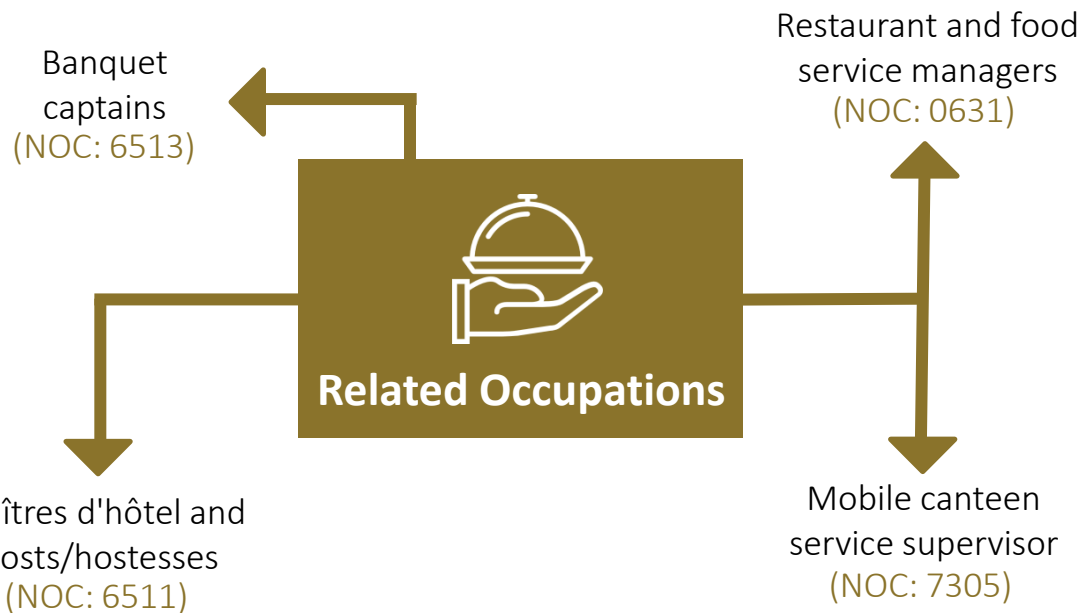 Restaurant and food
service managers
(NOC: 0631)
Banquet
captains
(NOC: 6513)
Related Occupations
îtres d'hôtel and
osts/hostesses
(NOC: 6511)
Mobile canteen
service supervisor
(NOC: 7305)